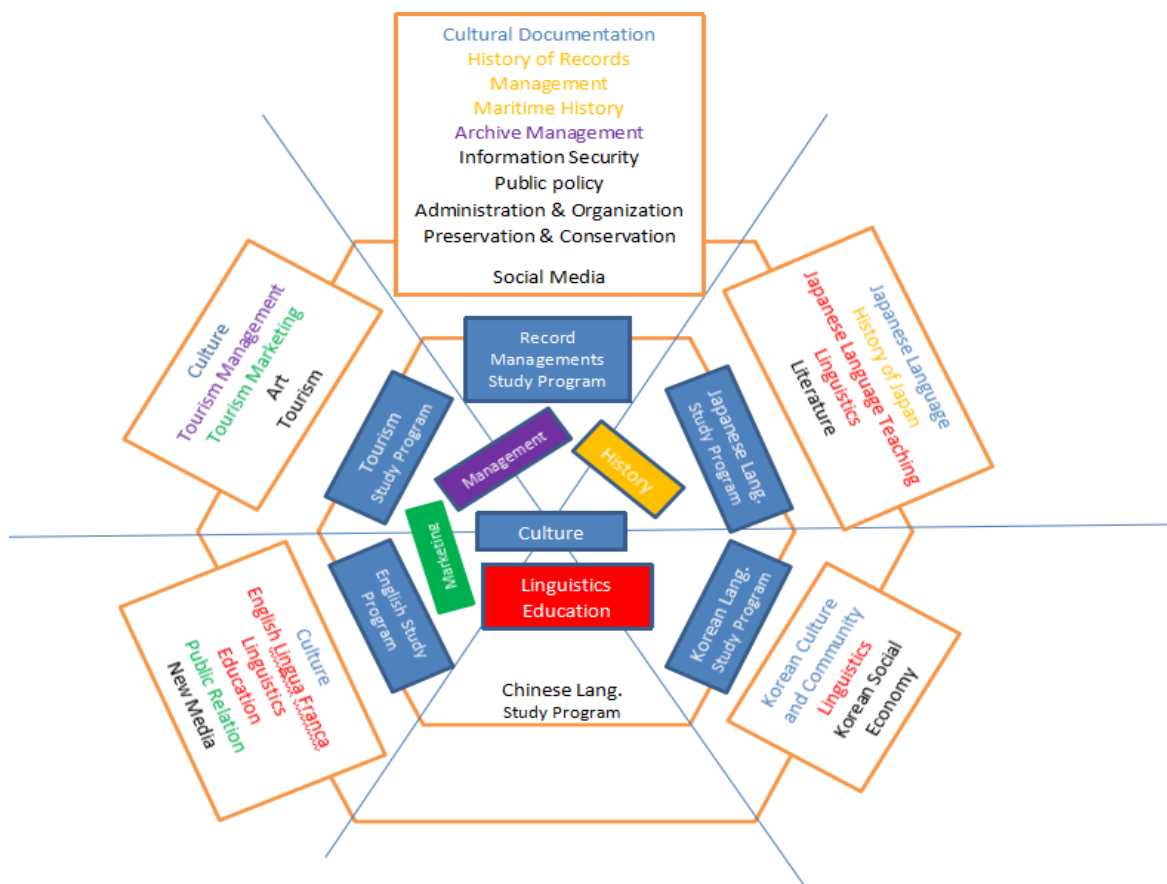 Cultural Documentation
History of Records
Management
Maritime History
Archive Management
Information Security
Public policy
Administration & Organization
Preservation & Conservation
Social Media
Culture
Tourism Management
Tourism Marketing
Art
Tourism
Japanese Language
History of Japan
Japanese Language Teaching
Linguistics
Literature
Record
Managements
Study Program
Tourism
Study Program
Japanese Lang.
Study Program
Management
History
Marketing
Culture
Linguistics
Education
English Study
Program
Korean Lang.
Study Program
Chinese Lang.
Study Program
Culture
English Lingua Franca
Linguistics
Education
Public Relation
New Media
Korean Culture
and Community
Linguistics
Korean Social
Economy